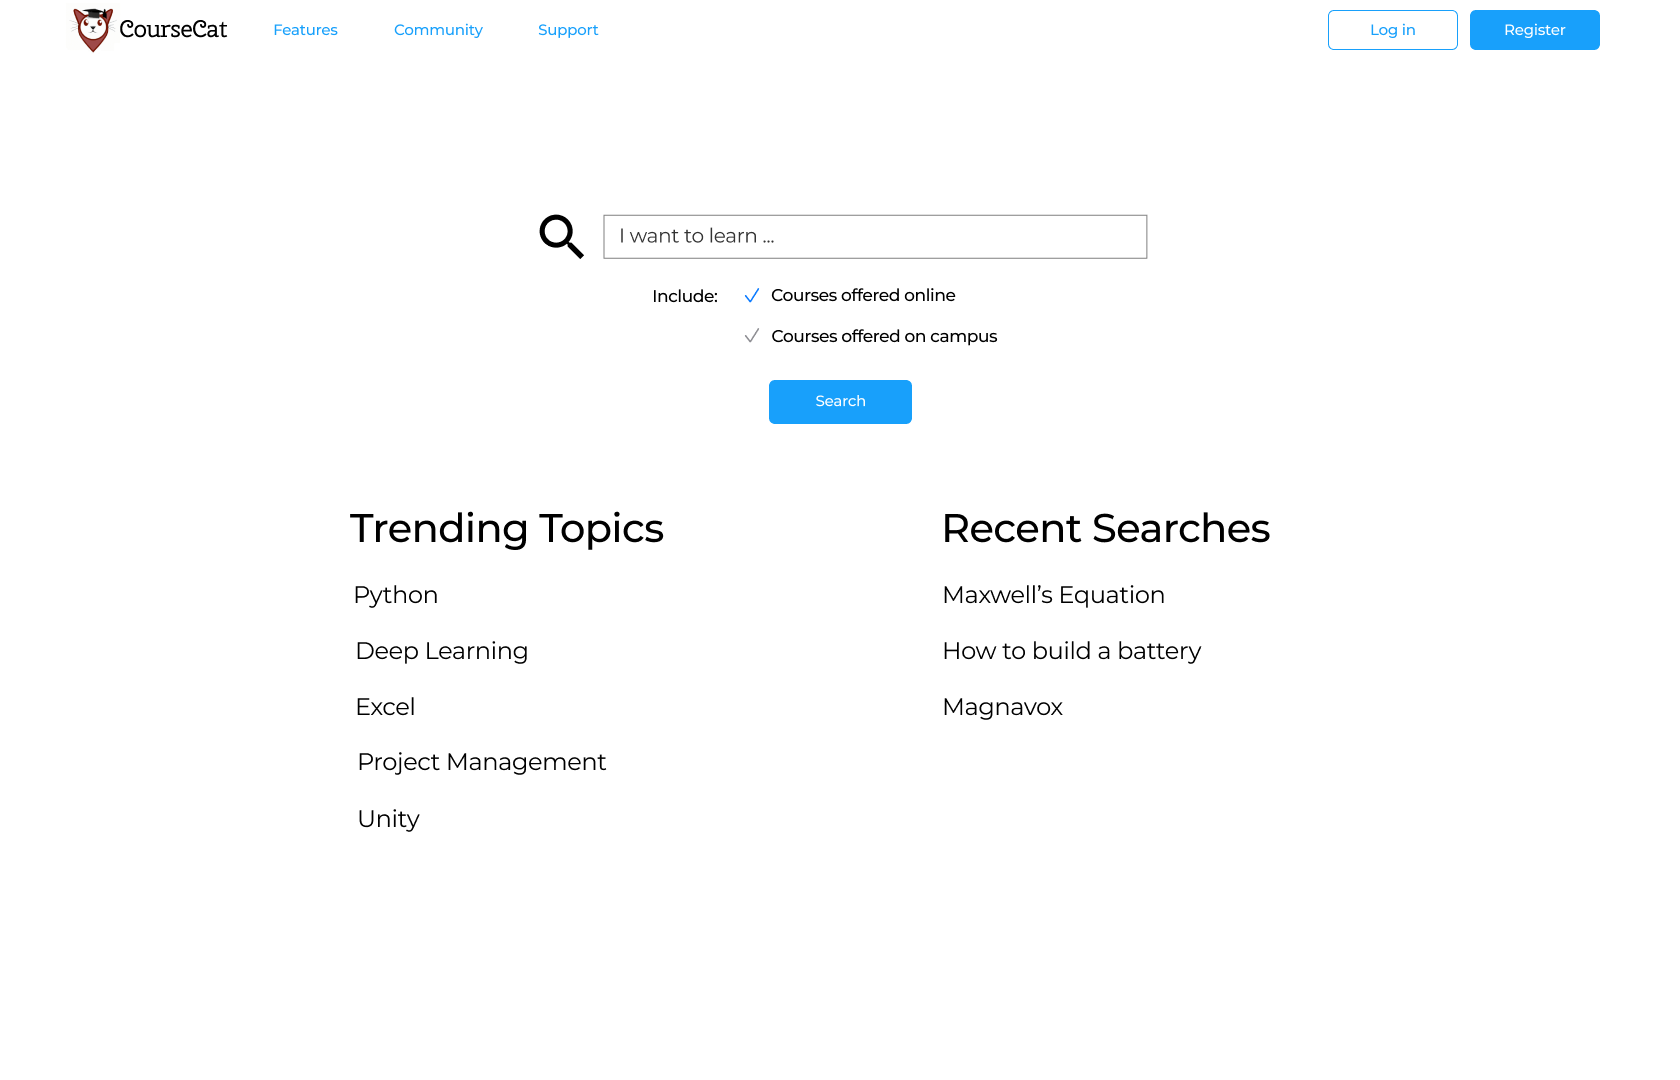 CourseCat
Features
Community
Support
Log in
Register
I want to learn ...
Include:
Courses offered online
Courses offered on campus
Search
Trending Topics
Python
Deep Learning
Excel
Project Management
Unity
Recent Searches
Maxwell’s Equation
How to build a battery
Magnavox